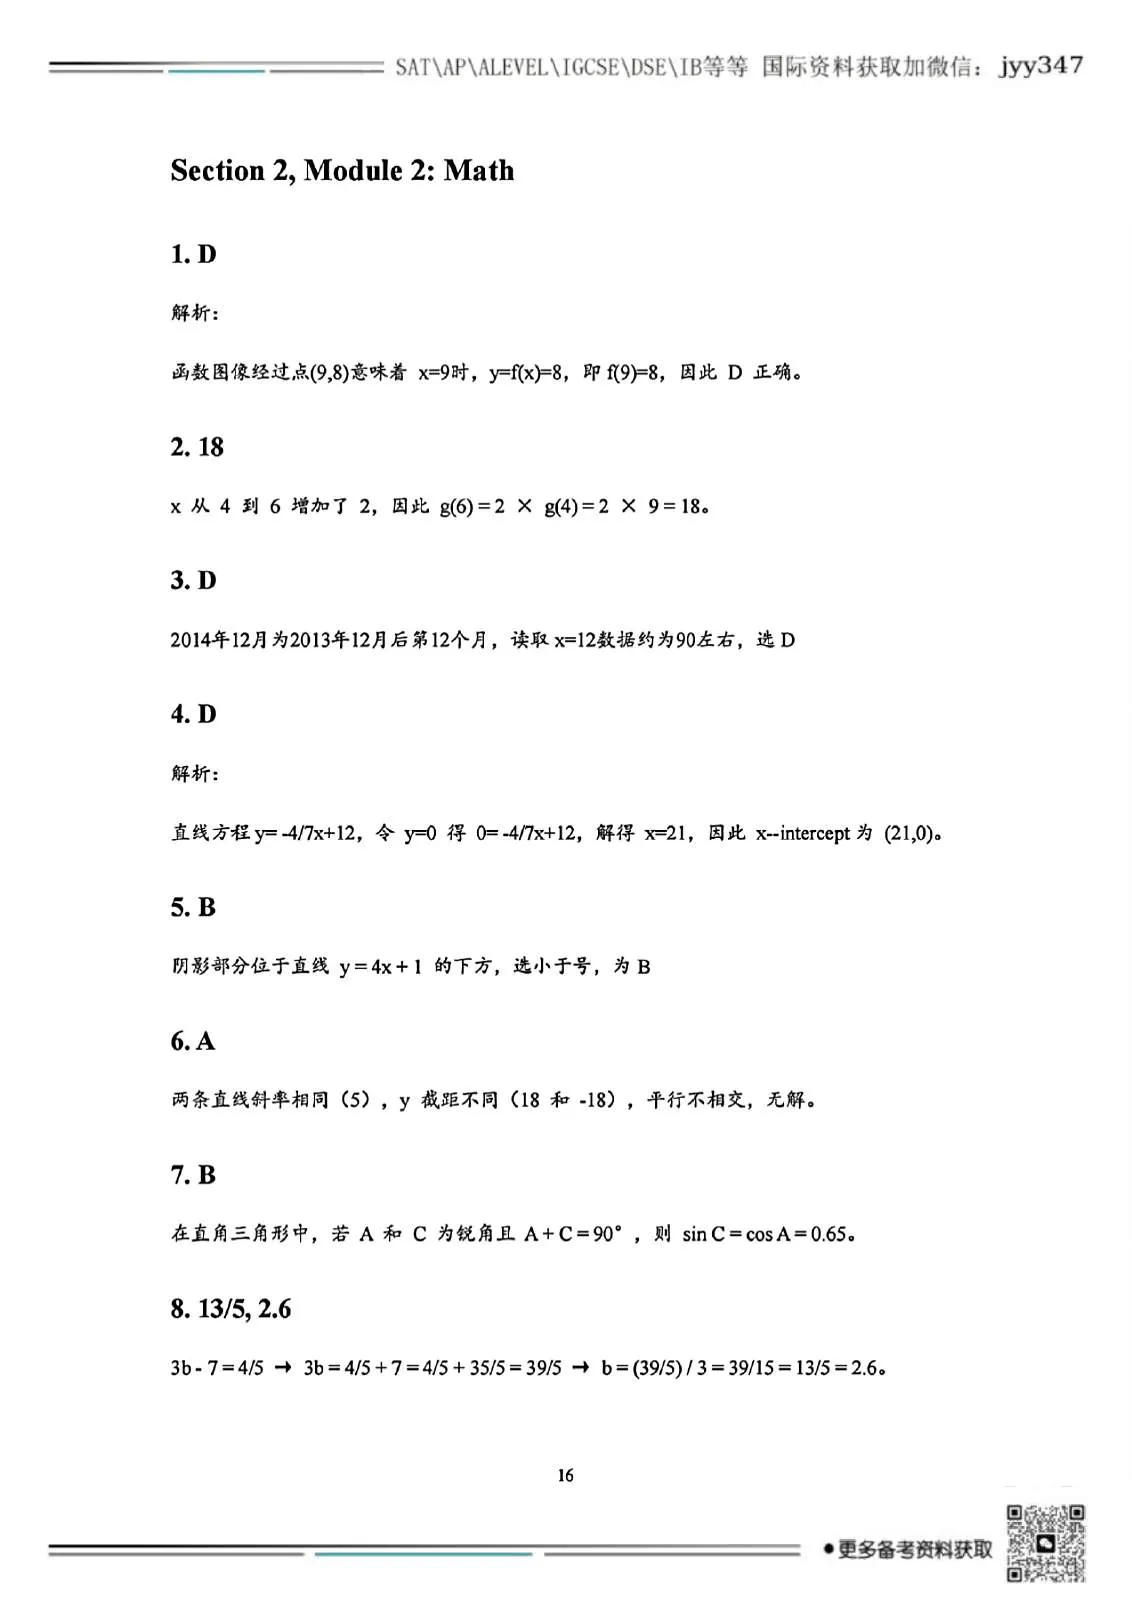 SAT\AP\ALEVEL\IGCSE\DSE\IB等等 国际资料获取加微信：jyy347
Section 2, Module 2: Math
1. D
解析：
函数图像经过点(9,8)意味着 x=9时，y=f(x)=8，即 f(9)=8，因此 D 正确。
2. 18
x 从 4 到 6 增加了 2，因此 g(6) = 2 × g(4) = 2 × 9 = 18。
3. D
2014年12月为2013年12月后第12个月，读取 x=12数据约为90左右，选 D
4. D
解析：
直线方程 y= -4/7x+12，令 y=0 得 0= -4/7x+12，解得 x=21，因此 x--intercept 为 (21,0)。
5. B
阴影部分位于直线 y = 4x + 1 的下方，选小于号，为 B
6. A
两条直线斜率相同（5），y 截距不同（18 和 -18），平行不相交，无解。
7. B
在直角三角形中，若 A 和 C 为锐角且 A + C = 90°，则 sin C = cos A = 0.65。
8. 13/5, 2.6
3b - 7 = 4/5 → 3b = 4/5 + 7 = 4/5 + 35/5 = 39/5 → b = (39/5) / 3 = 39/15 = 13/5 = 2.6。
16
●更多备考资料获取